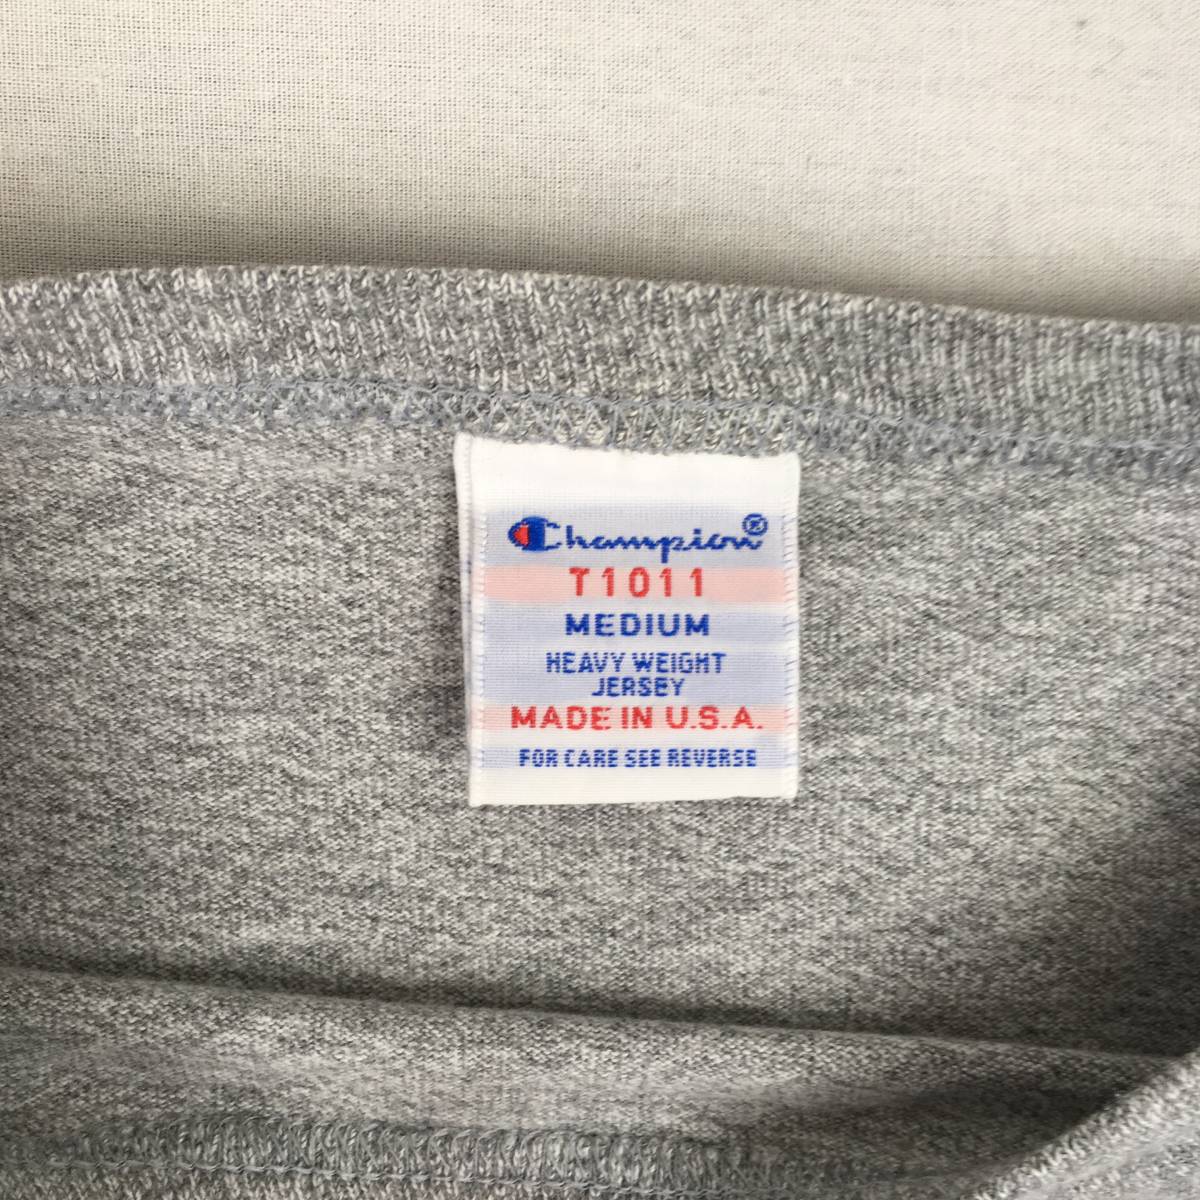 Champion®
T1011
MEDIUM
HEAVY WEIGHT
JERSEY
MADE IN U.S.A.
FOR CARE SEE REVERSE